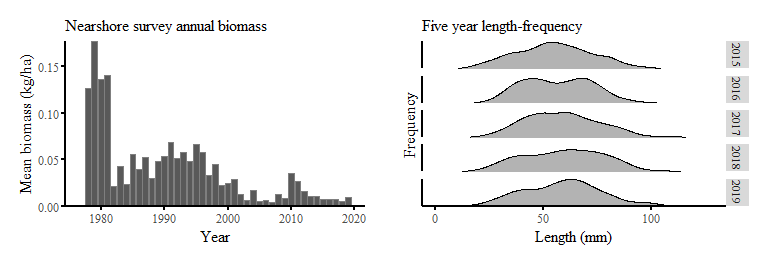 Nearshore survey annual biomass
Mean biomass (kg/ha)
0.15
0.10
0.05
0.00
1980
1990
2000
2010
2020
Year
Five year length-frequency
Frequency
2015
2016
2017
2018
2019
0
50
100
Length (mm)